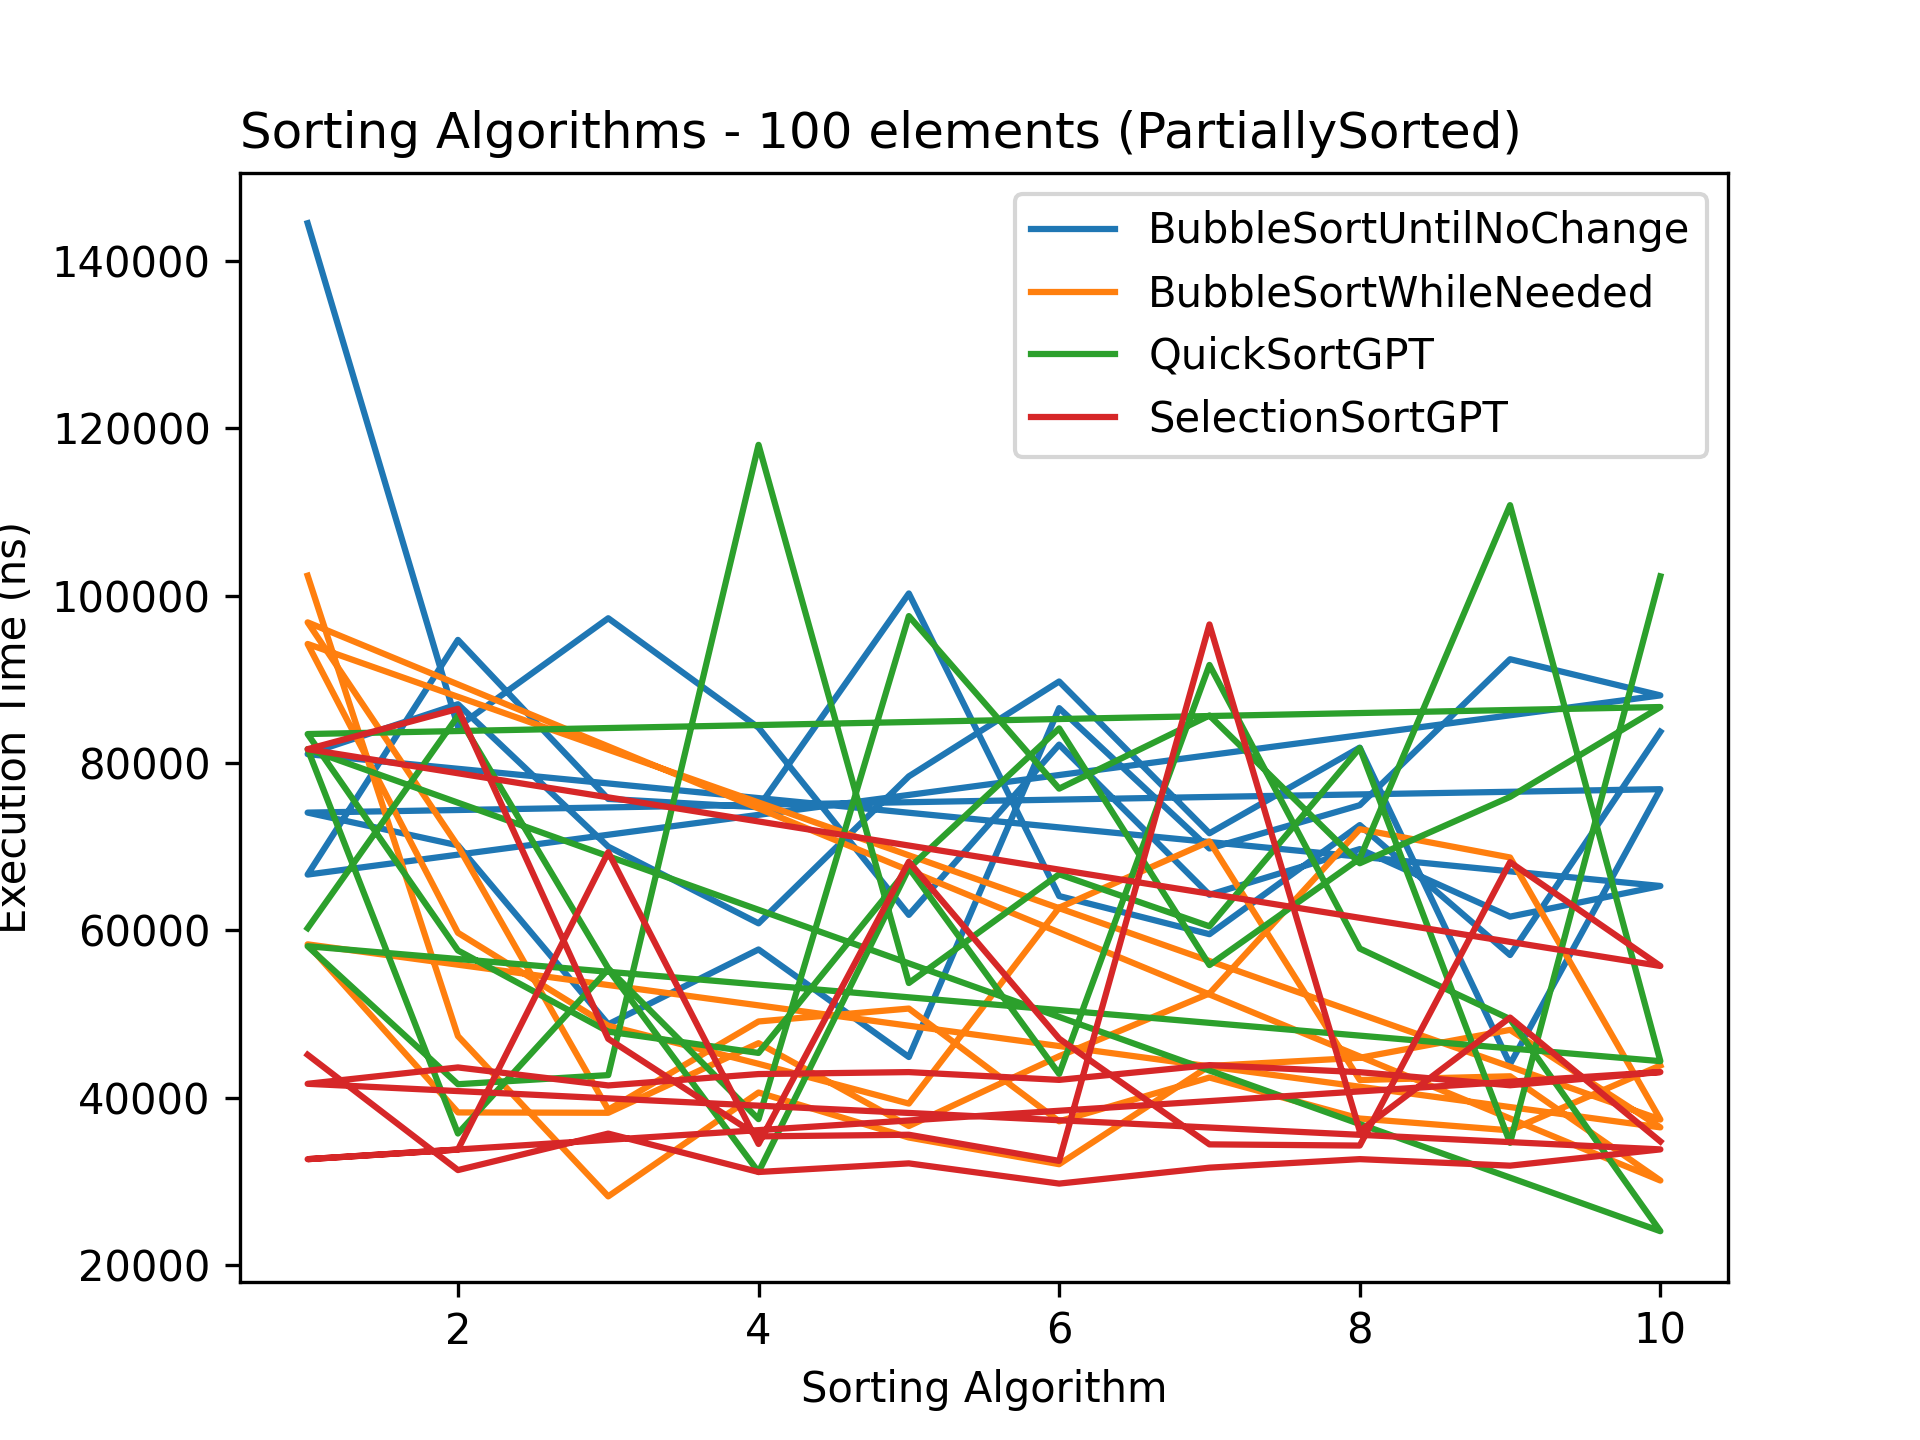 Sorting Algorithms - 100 elements (PartiallySorted)
BubbleSortUntilNoChange
BubbleSortWhileNeeded
QuickSortGPT
SelectionSortGPT
Execution Time (ns)
140000
120000
100000
80000
60000
40000
20000
2 4 6 8 10
Sorting Algorithm